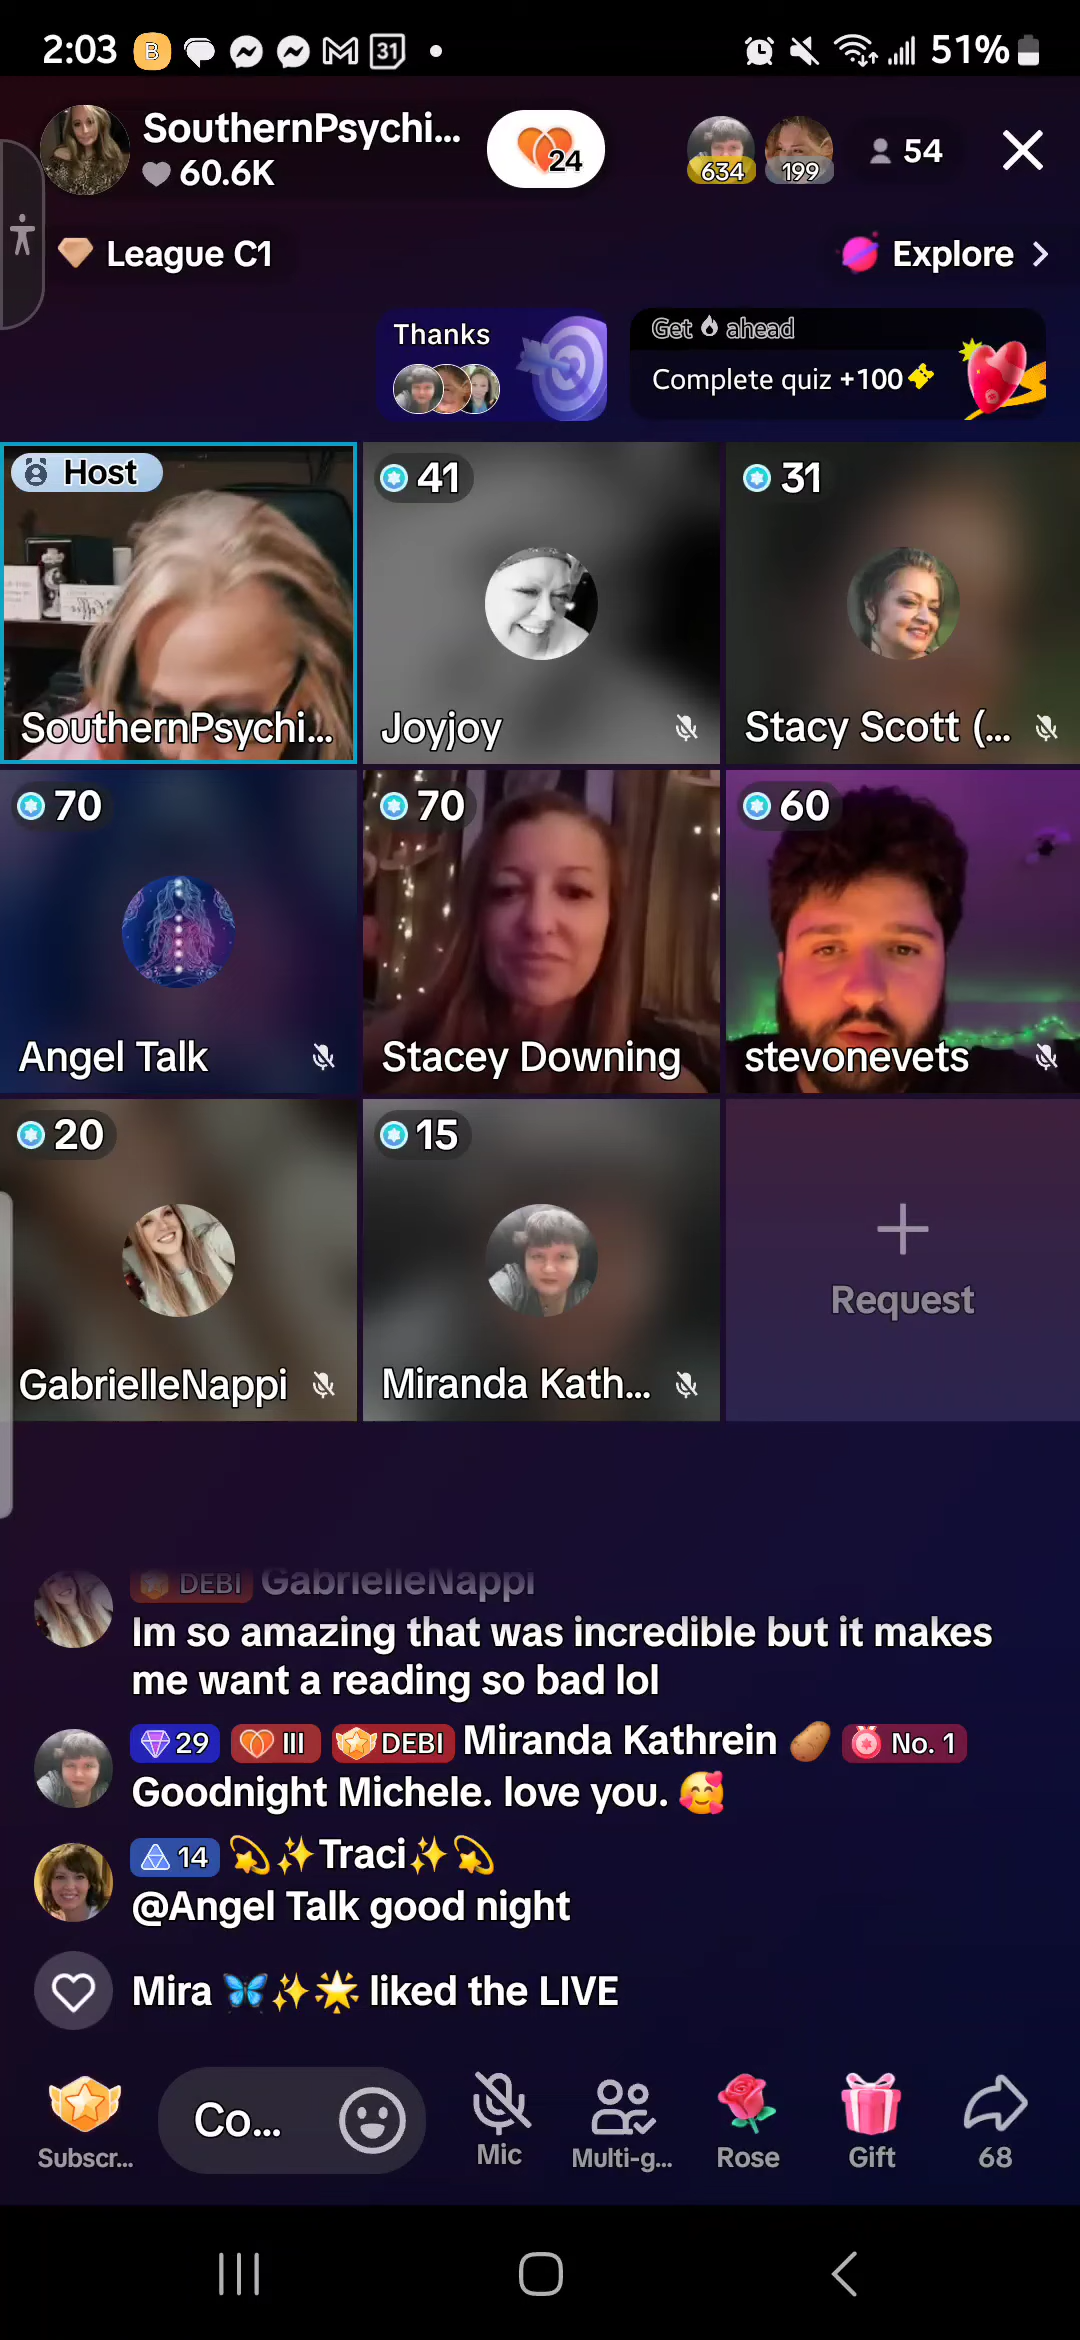 2:03 B 31 51%
SouthernPsychi... 24 634 199 54
60.6K
League C1 Explore
Thanks Get ahead
Complete quiz +100
Host 41 31
Coffee
SouthernPsychi... Joyjoy Stacy Scott (...
70 70 60
Angel Talk Stacey Downing stevonevets
20 15
Request
GabrielleNappi Miranda Kath...
DEBI GabrielleNappi
Im so amazing that was incredible but it makes
me want a reading so bad lol
29 III DEBI Miranda Kathrein 🥔 No. 1
Goodnight Michele. love you. 🥰
14 💫✨Traci✨💫
@Angel Talk good night
Mira 🦋✨🌟 liked the LIVE
Co...
Subscr... Mic Multi-g... Rose Gift 68